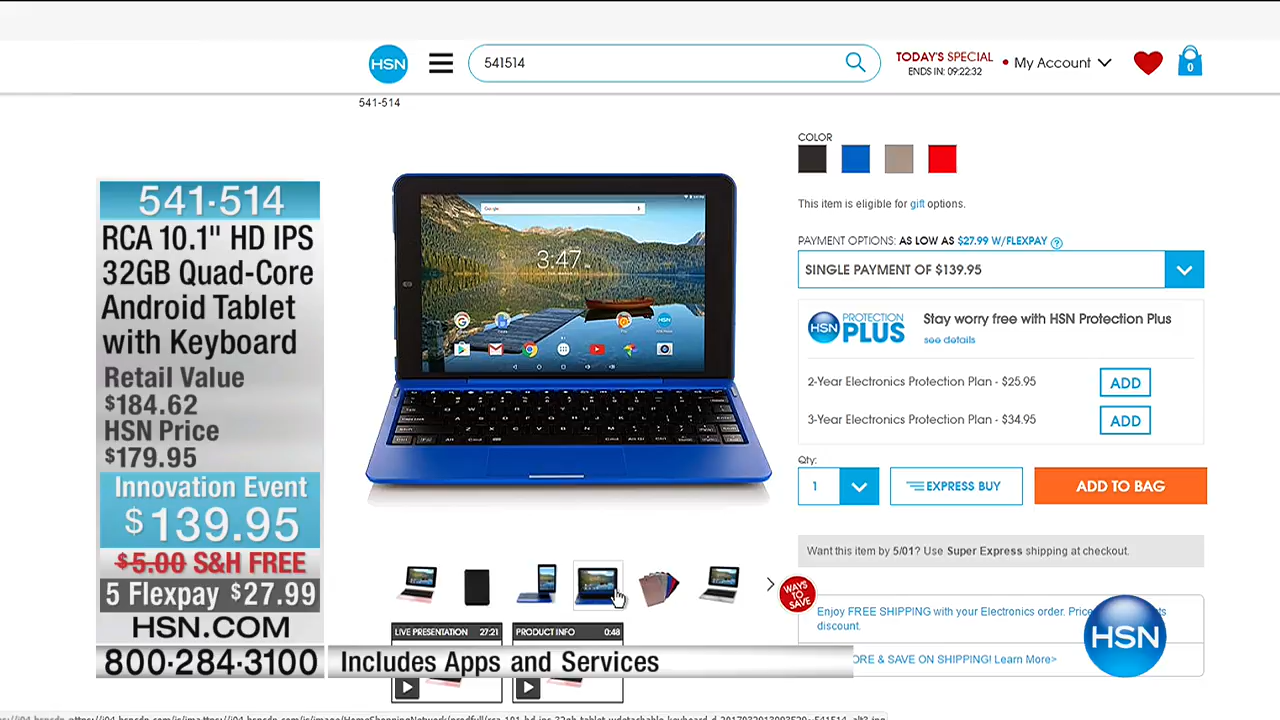 HSN
541514
TODAY'S SPECIAL
ENDS IN: 09:22:32
My Account
0
541-514
COLOR
This item is eligible for gift options.
PAYMENT OPTIONS: AS LOW AS $27.99 W/FLEXPAY ?
SINGLE PAYMENT OF $139.95
HSN PROTECTION PLUS
Stay worry free with HSN Protection Plus
see details
2-Year Electronics Protection Plan - $25.95
ADD
3-Year Electronics Protection Plan - $34.95
ADD
Qty:
1
EXPRESS BUY
ADD TO BAG
Want this item by 5/01? Use Super Express shipping at checkout.
WAYS TO SAVE
Enjoy FREE SHIPPING with your Electronics order.
discount.
ORE & SAVE ON SHIPPING! Learn More>
HSN
541·514
RCA 10.1" HD IPS
32GB Quad-Core
Android Tablet
with Keyboard
Retail Value
$184.62
HSN Price
$179.95
Innovation Event
$139.95
$5.00 S&H FREE
5 Flexpay $27.99
HSN.COM
800·284·3100
Includes Apps and Services
Google
3:47
LIVE PRESENTATION 27:21
PRODUCT INFO 0:48